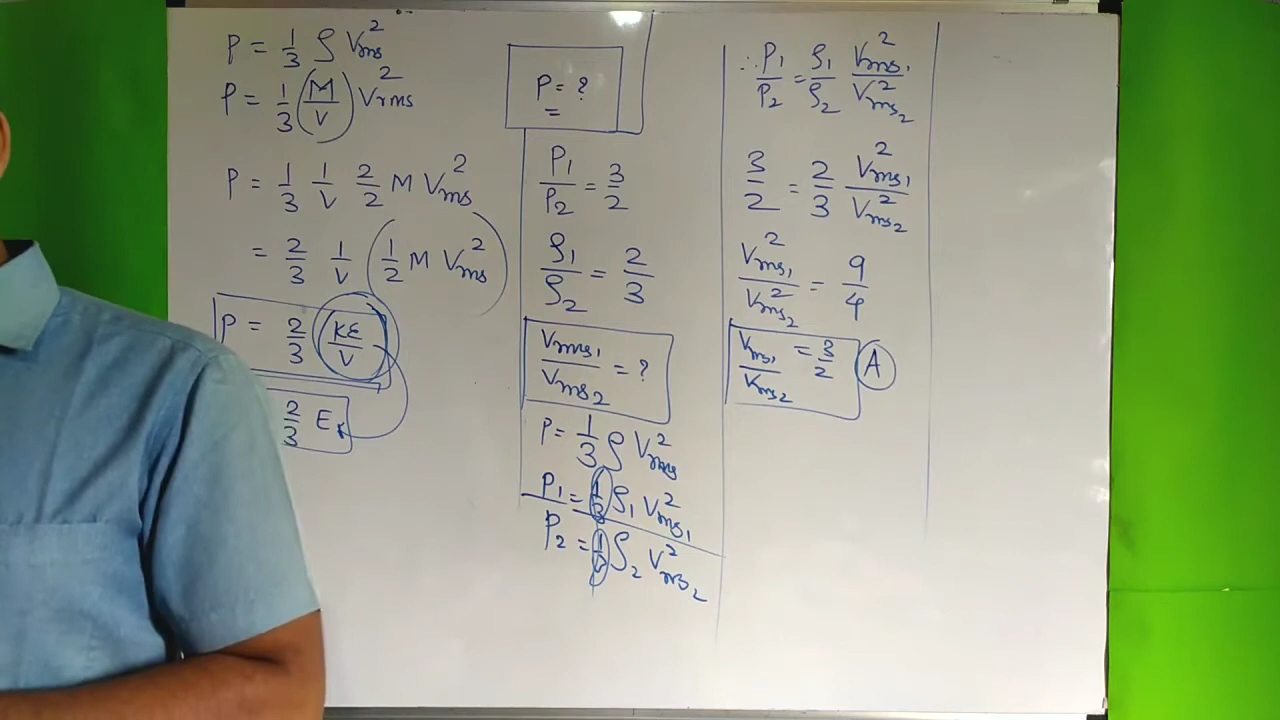 P = 1/3 ρ Vrms²
P = 1/3 (M/V) Vrms²
P = 1/3 1/V 2/2 M Vrms²
= 2/3 1/V (1/2 M Vrms²)
P = 2/3 KE/V
2/3 E
P = ?
P₁/P₂ = 3/2
ρ₁/ρ₂ = 2/3
Vrms₁/Vrms₂ = ?
P = 1/3 ρ Vrms²
P₁ = 1/3 ρ₁ Vrms₁²
P₂ = 1/3 ρ₂ Vrms₂²
∴ P₁/P₂ = ρ₁/ρ₂ Vrms₁²/Vrms₂²
3/2 = 2/3 Vrms₁²/Vrms₂²
Vrms₁²/Vrms₂² = 9/4
Vrms₁/Vrms₂ = 3/2 A